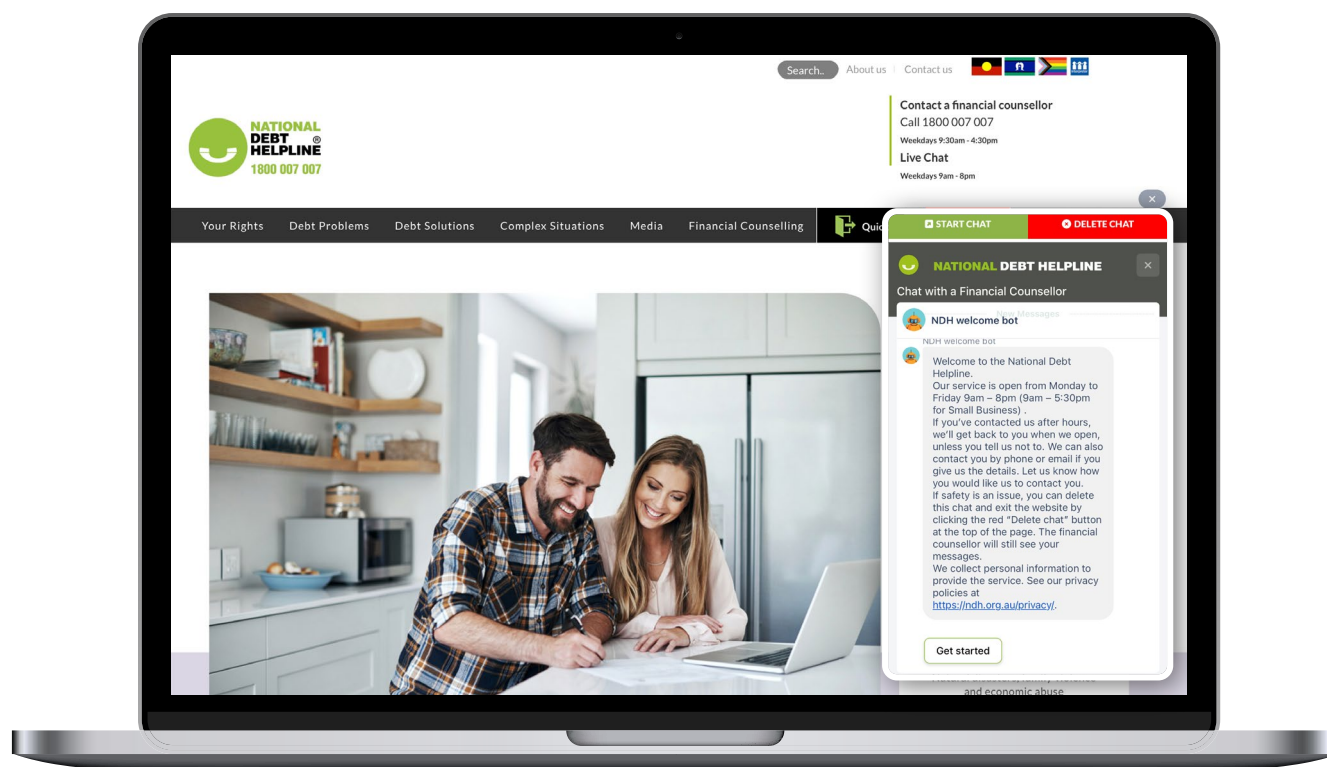 Search..
About us
Contact us
Contact a financial counsellor
Call 1800 007 007
Weekdays 9:30am - 4:30pm
Live Chat
Weekdays 9am - 8pm
NATIONAL
DEBT ®
HELPLINE
1800 007 007
Your Rights
Debt Problems
Debt Solutions
Complex Situations
Media
Financial Counselling
START CHAT
DELETE CHAT
NATIONAL DEBT HELPLINE
Chat with a Financial Counsellor
New Messages
NDH welcome bot
NDH welcome bot
Welcome to the National Debt
Helpline.
Our service is open from Monday to
Friday 9am – 8pm (9am – 5:30pm
for Small Business) .
If you’ve contacted us after hours,
we’ll get back to you when we open,
unless you tell us not to. We can also
contact you by phone or email if you
give us the details. Let us know how
you would like us to contact you.
If safety is an issue, you can delete
this chat and exit the website by
clicking the red “Delete chat” button
at the top of the page. The financial
counsellor will still see your
messages.
We collect personal information to
provide the service. See our privacy
policies at
https://ndh.org.au/privacy/.
Get started
and economic abuse